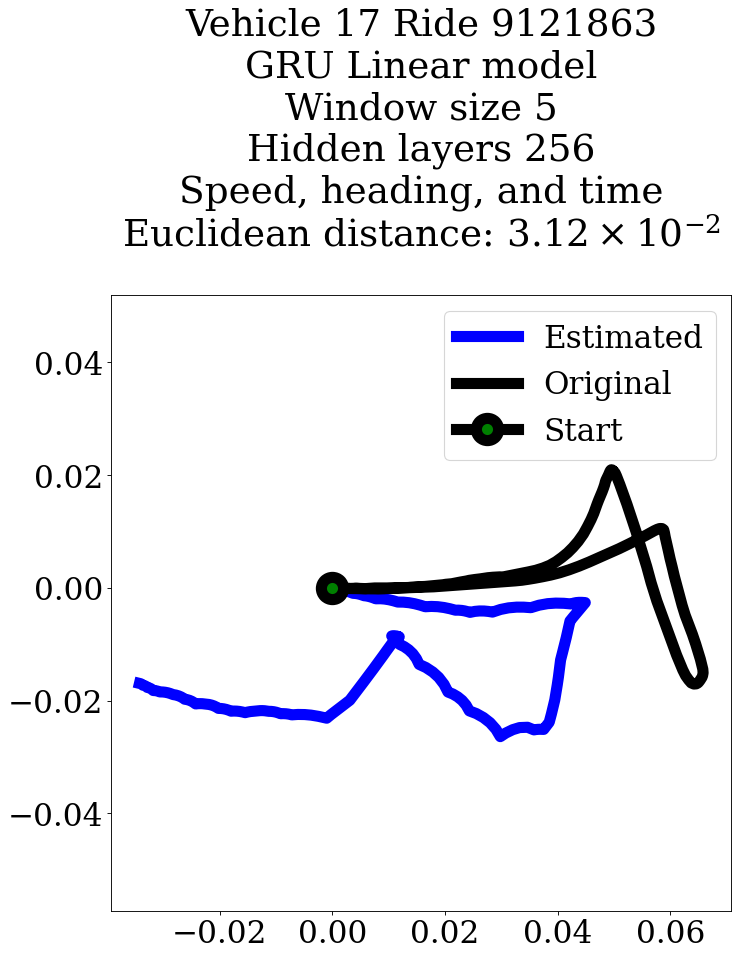 Vehicle 17 Ride 9121863
GRU Linear model
Window size 5
Hidden layers 256
Speed, heading, and time
Euclidean distance: 3.12 × 10⁻²
Estimated
Original
Start
0.04
0.02
0.00
−0.02
−0.04
−0.02 0.00 0.02 0.04 0.06